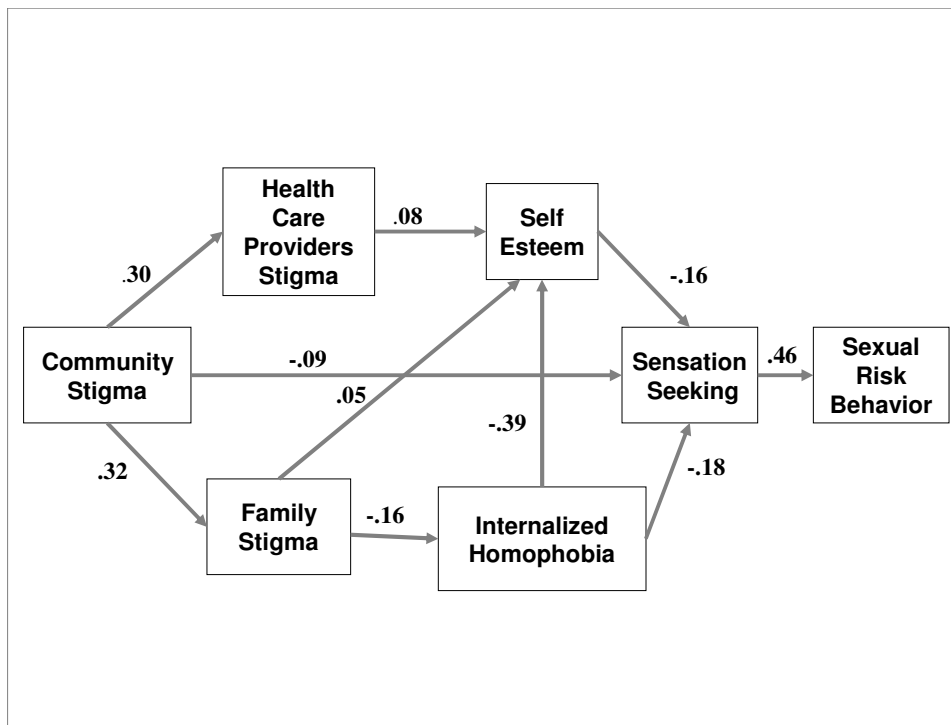 Health
Care
Providers
Stigma
.08
Self
Esteem
.30
-.16
Community
Stigma
-.09
.05
Sensation
Seeking
.46
Sexual
Risk
Behavior
-.39
.32
-.18
Family
Stigma
-.16
Internalized
Homophobia